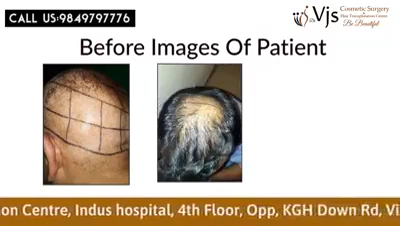 CALL US:9849797776
Vjs
Cosmetic Surgery
Hair Transplantation Centre
Be Beautiful
Before Images Of Patient
on Centre, Indus hospital, 4th Floor, Opp, KGH Down Rd, Vi